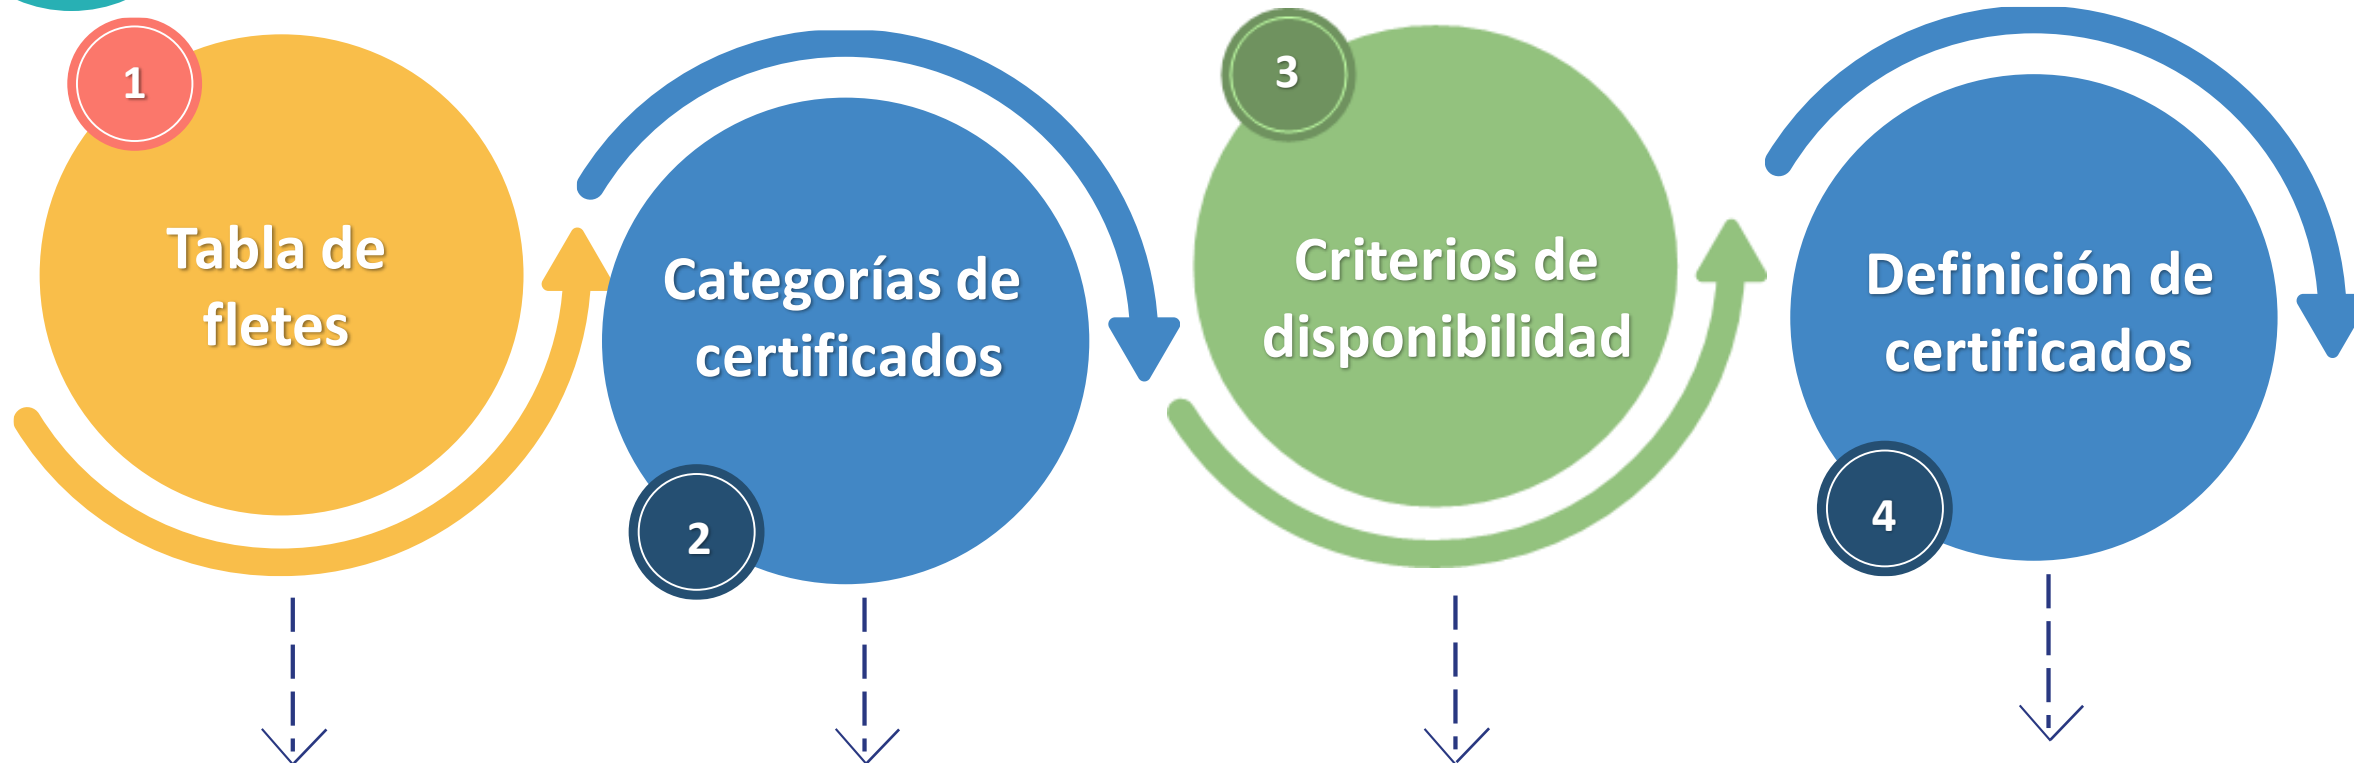 1
Tabla de
fletes
2
Categorías de
certificados
3
Criterios de
disponibilidad
4
Definición de
certificados